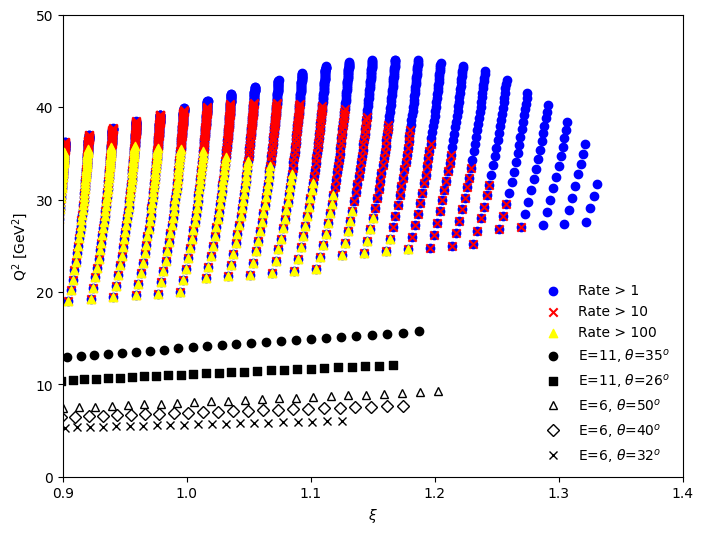 50
40
30
20
10
0
Q² [GeV²]
0.9 1.0 1.1 1.2 1.3 1.4
ξ
Rate > 1
Rate > 10
Rate > 100
E=11, θ=35°
E=11, θ=26°
E=6, θ=50°
E=6, θ=40°
E=6, θ=32°